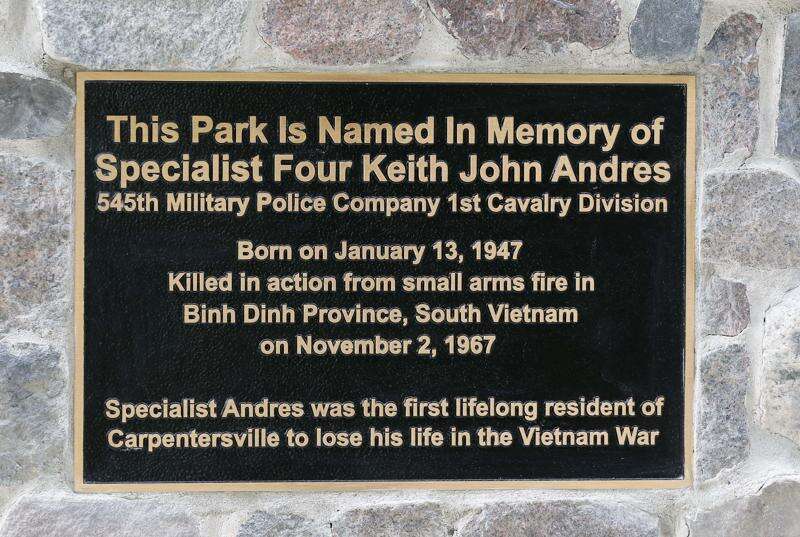 This Park Is Named In Memory of
Specialist Four Keith John Andres
545th Military Police Company 1st Cavalry Division
Born on January 13, 1947
Killed in action from small arms fire in
Binh Dinh Province, South Vietnam
on November 2, 1967
Specialist Andres was the first lifelong resident of
Carpentersville to lose his life in the Vietnam War